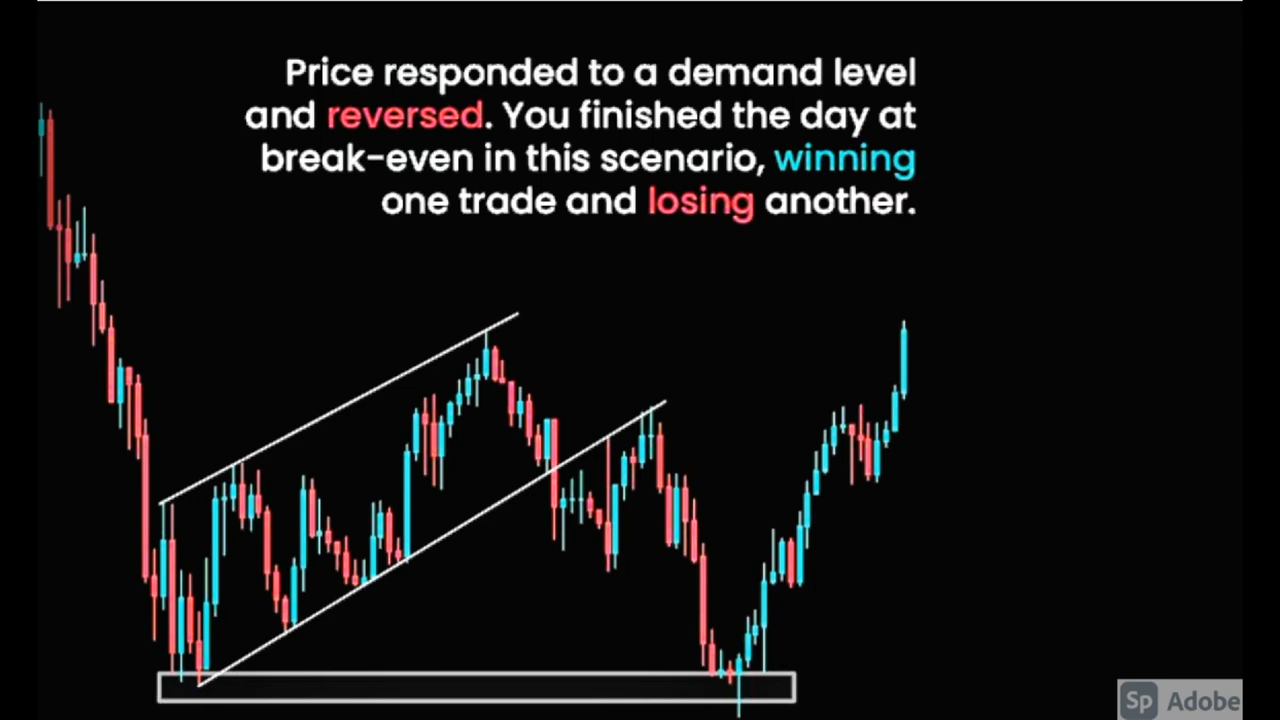 Price responded to a demand level
and reversed. You finished the day at
break-even in this scenario, winning
one trade and losing another.
Sp Adobe